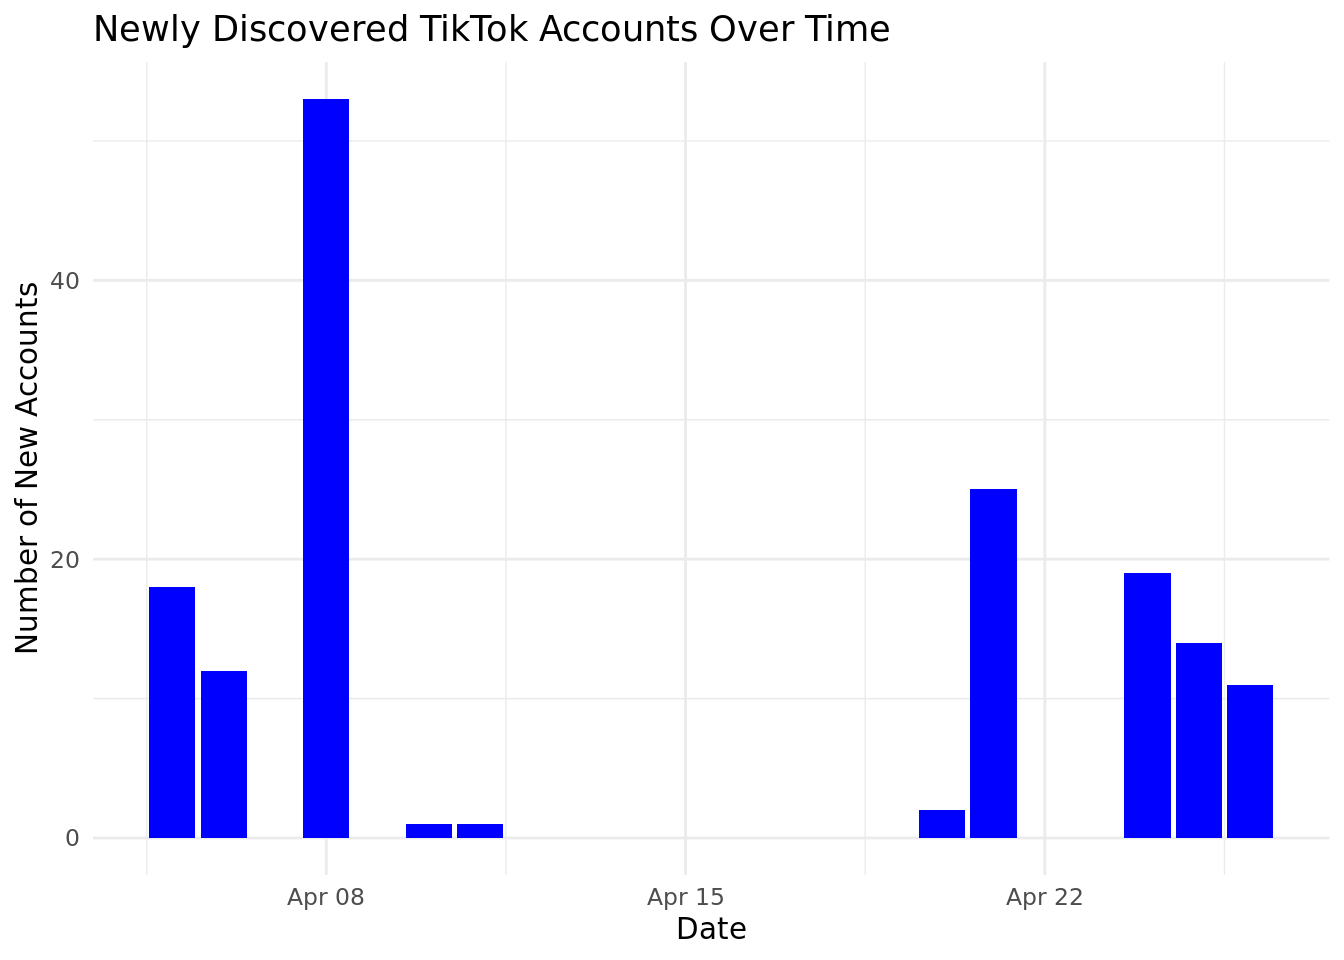 Newly Discovered TikTok Accounts Over Time
Number of New Accounts
40
20
0
Apr 08
Apr 15
Apr 22
Date